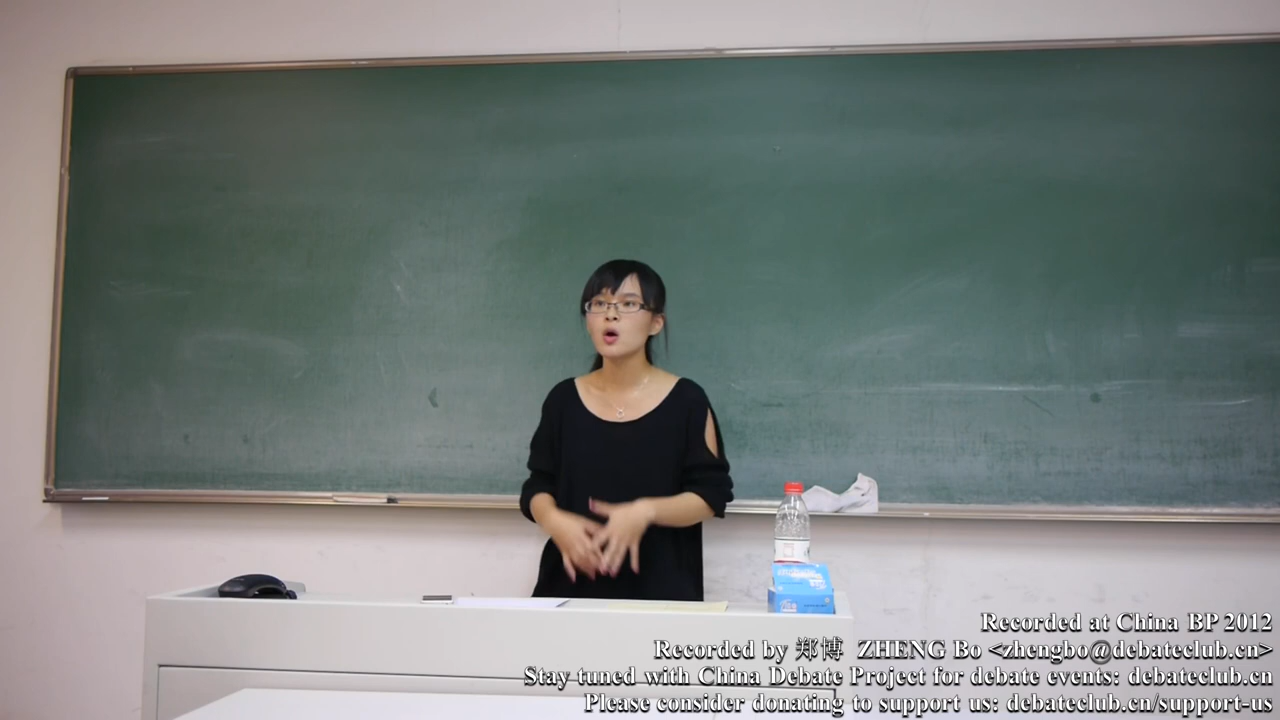 Recorded at China BP 2012
Recorded by 郑博 ZHENG Bo <zhengbo@debateclub.cn>
Stay tuned with China Debate Project for debate events: debateclub.cn
Please consider donating to support us: debateclub.cn/support-us